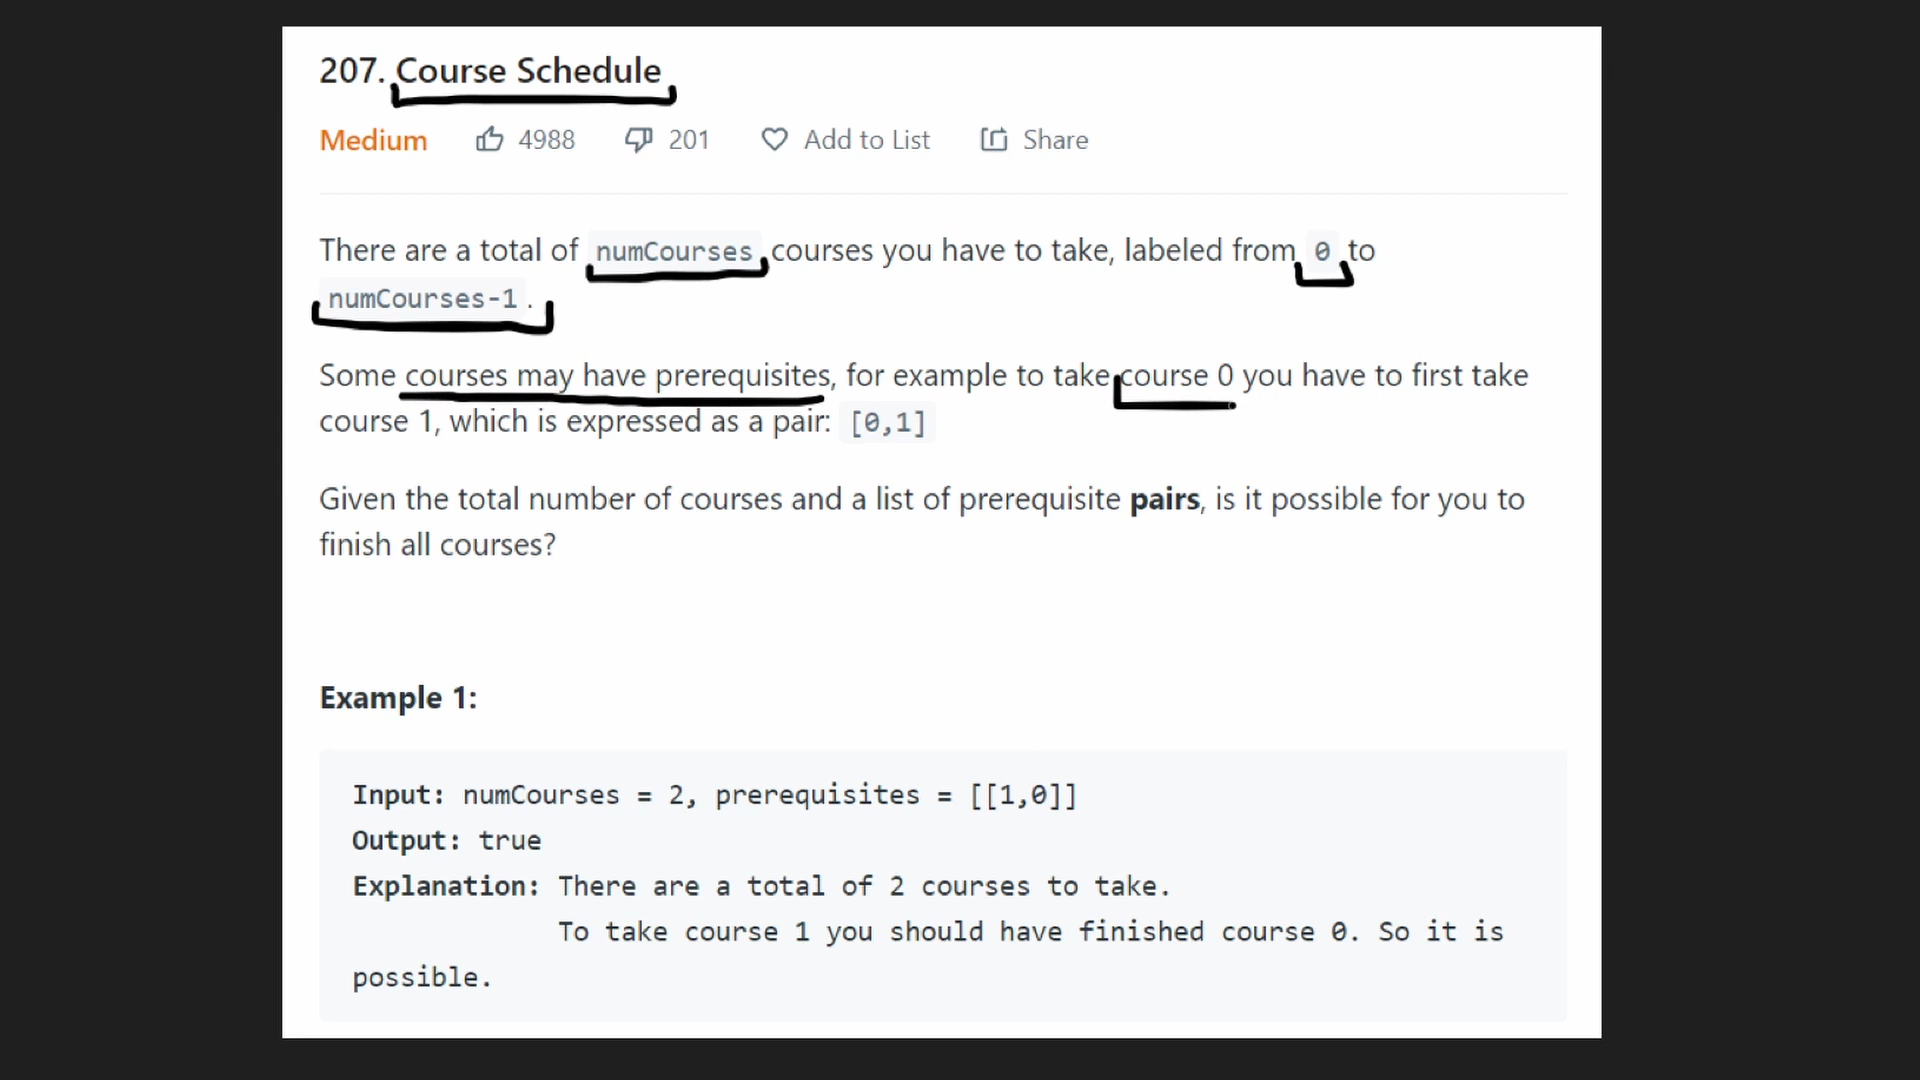 207. Course Schedule
Medium 4988 201 Add to List Share
There are a total of numCourses courses you have to take, labeled from 0 to
numCourses-1 .
Some courses may have prerequisites, for example to take course 0 you have to first take
course 1, which is expressed as a pair: [0,1]
Given the total number of courses and a list of prerequisite pairs, is it possible for you to
finish all courses?
Example 1:
Input: numCourses = 2, prerequisites = [[1,0]]
Output: true
Explanation: There are a total of 2 courses to take.
To take course 1 you should have finished course 0. So it is
possible.